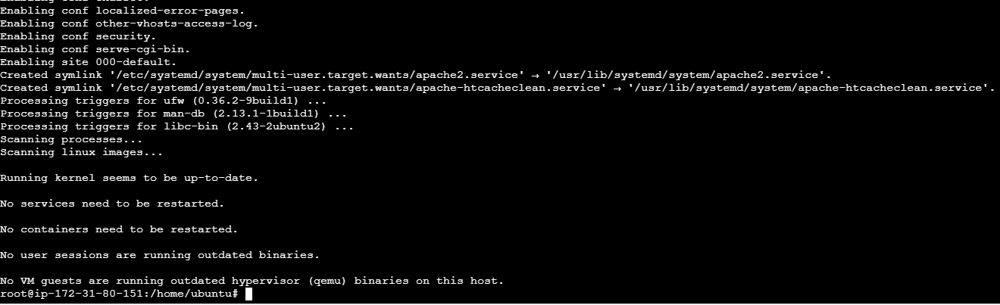 Enabling conf localized-error-pages.
Enabling conf other-vhosts-access-log.
Enabling conf security.
Enabling conf serve-cgi-bin.
Enabling site 000-default.
Created symlink '/etc/systemd/system/multi-user.target.wants/apache2.service' → '/usr/lib/systemd/system/apache2.service'.
Created symlink '/etc/systemd/system/multi-user.target.wants/apache-htcacheclean.service' → '/usr/lib/systemd/system/apache-htcacheclean.service'.
Processing triggers for ufw (0.36.2-9build1) ...
Processing triggers for man-db (2.13.1-1build1) ...
Processing triggers for libc-bin (2.43-2ubuntu2) ...
Scanning processes...
Scanning linux images...
Running kernel seems to be up-to-date.
No services need to be restarted.
No containers need to be restarted.
No user sessions are running outdated binaries.
No VM guests are running outdated hypervisor (qemu) binaries on this host.
root@ip-172-31-80-151:/home/ubuntu#